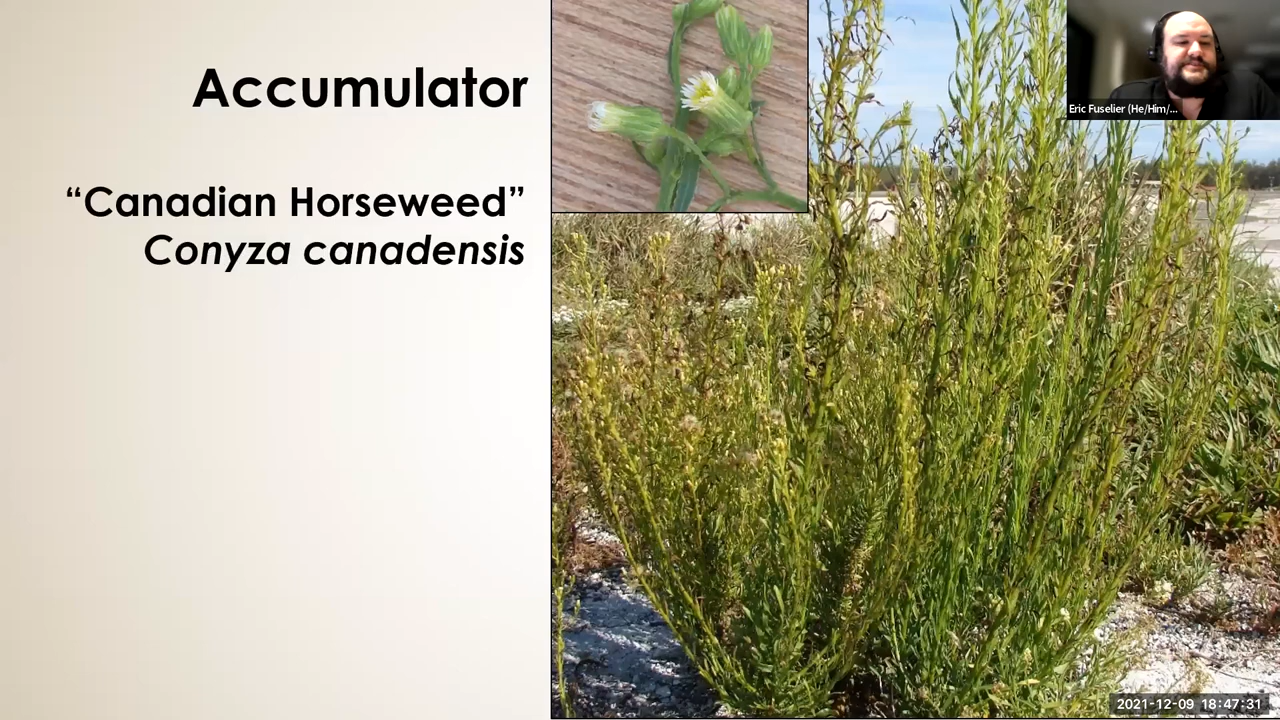 Accumulator
“Canadian Horseweed”
Conyza canadensis
Eric Fuselier (He/Him/...
2021-12-09 18:47:31